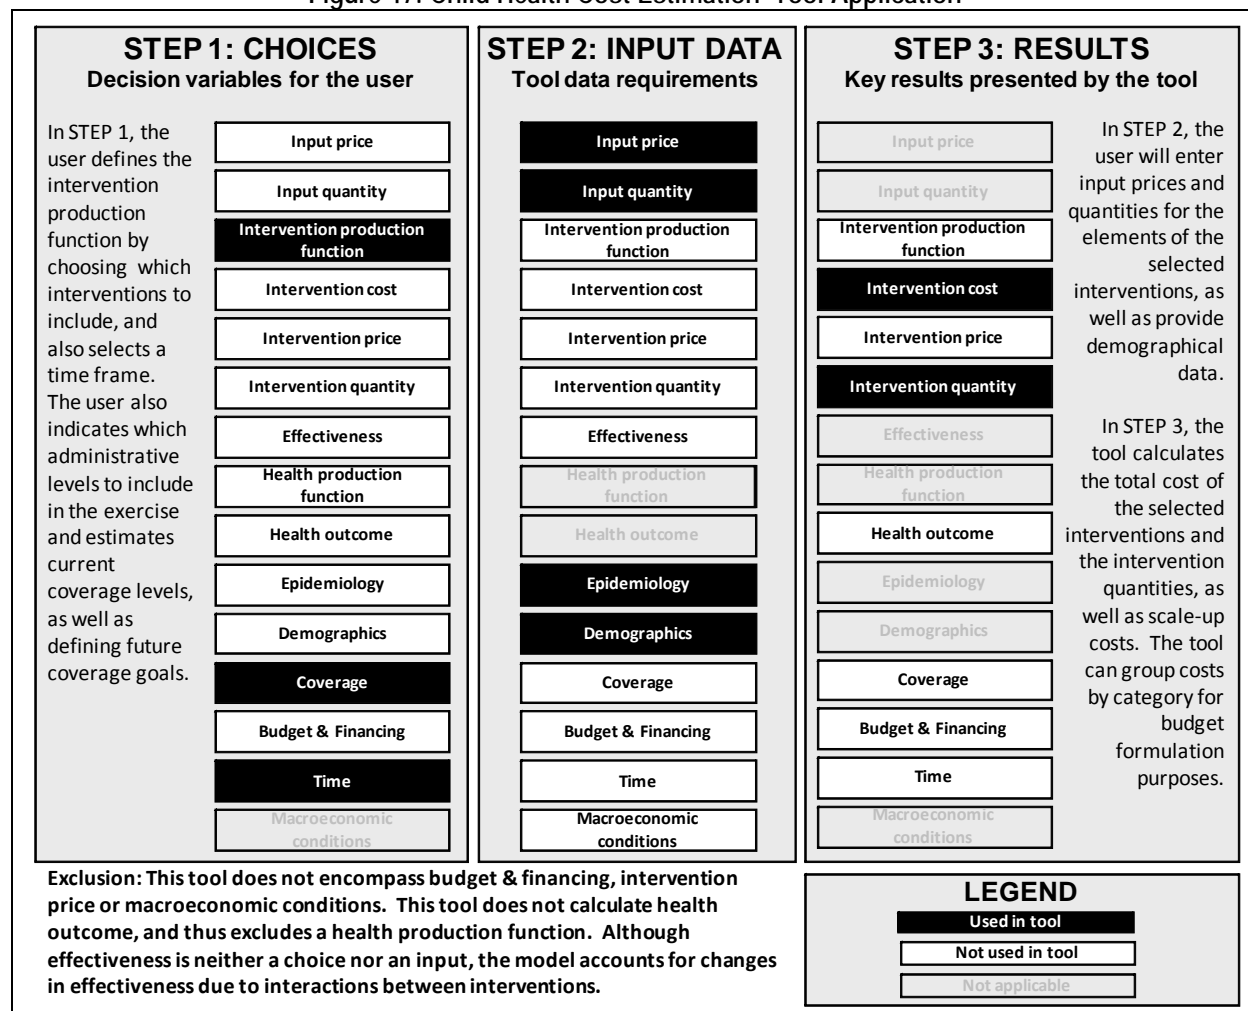 Figure 17: Child Health Cost Estimation Tool Application
STEP 1: CHOICES
Decision variables for the user
In STEP 1, the
user defines the
intervention
production
function by
choosing which
interventions to
include, and
also selects a
time frame.
The user also
indicates which
administrative
levels to include
in the exercise
and estimates
current
coverage levels,
as well as
defining future
coverage goals.
Input price
Input quantity
Intervention production
function
Intervention cost
Intervention price
Intervention quantity
Effectiveness
Health production
function
Health outcome
Epidemiology
Demographics
Coverage
Budget & Financing
Time
Macroeconomic
conditions
STEP 2: INPUT DATA
Tool data requirements
Input price
Input quantity
Intervention production
function
Intervention cost
Intervention price
Intervention quantity
Effectiveness
Health production
function
Health outcome
Epidemiology
Demographics
Coverage
Budget & Financing
Time
Macroeconomic
conditions
STEP 3: RESULTS
Key results presented by the tool
Input price
Input quantity
Intervention production
function
Intervention cost
Intervention price
Intervention quantity
Effectiveness
Health production
function
Health outcome
Epidemiology
Demographics
Coverage
Budget & Financing
Time
Macroeconomic
conditions
In STEP 2, the
user will enter
input prices and
quantities for the
elements of the
selected
interventions, as
well as provide
demographical
data.
In STEP 3, the
tool calculates
the total cost of
the selected
interventions and
the intervention
quantities, as
well as scale-up
costs. The tool
can group costs
by category for
budget
formulation
purposes.
Exclusion: This tool does not encompass budget & financing, intervention
price or macroeconomic conditions. This tool does not calculate health
outcome, and thus excludes a health production function. Although
effectiveness is neither a choice nor an input, the model accounts for changes
in effectiveness due to interactions between interventions.
LEGEND
Used in tool
Not used in tool
Not applicable